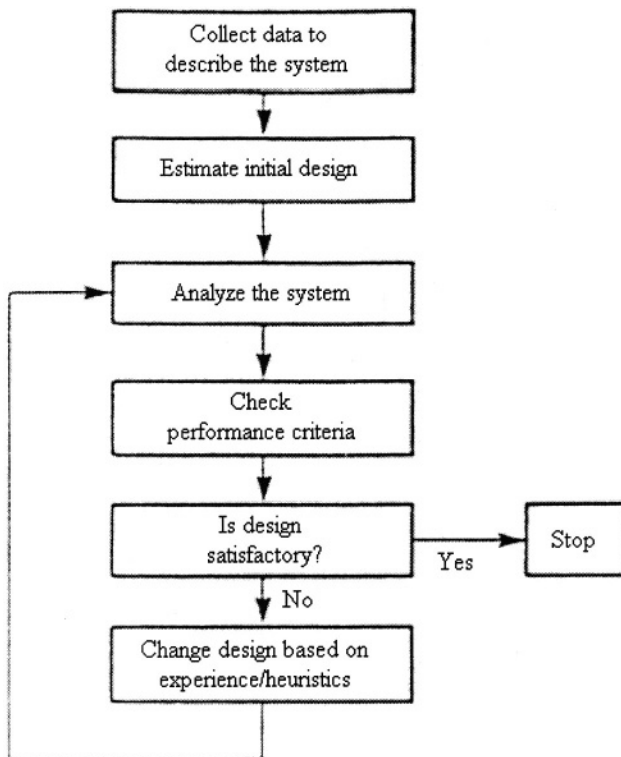 Collect data to
describe the system
Estimate initial design
Analyze the system
Check
performance criteria
Is design
satisfactory?
Yes
Stop
No
Change design based on
experience/heuristics